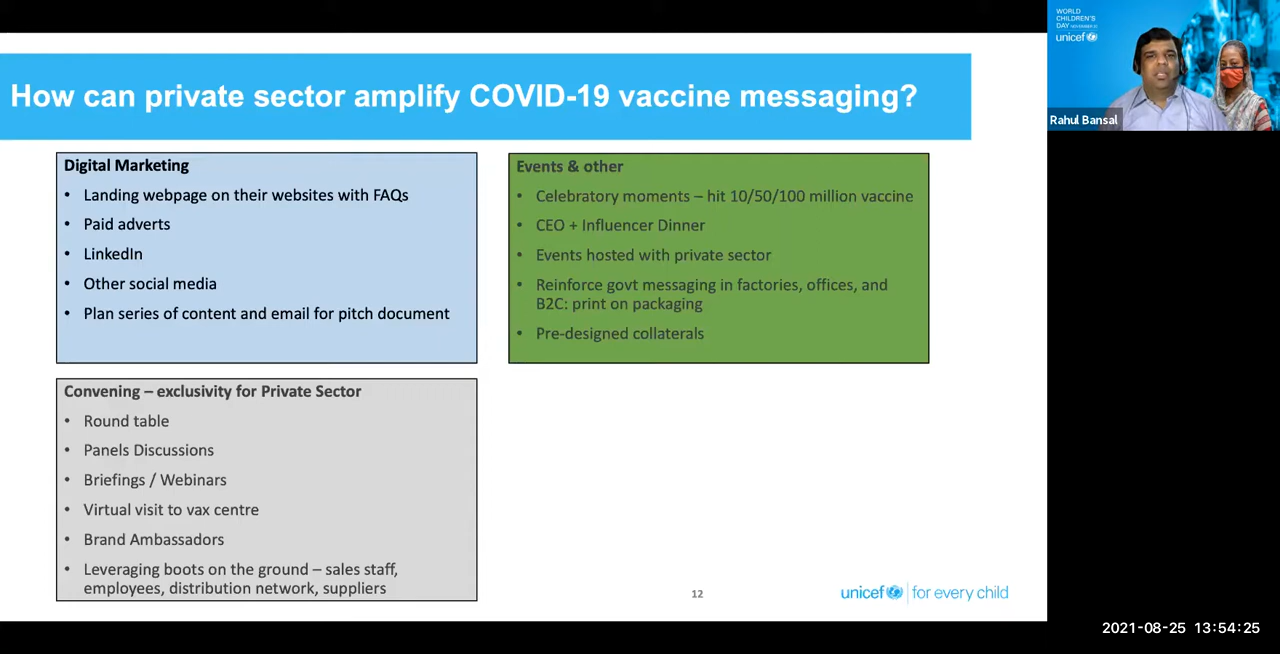 How can private sector amplify COVID-19 vaccine messaging?
Digital Marketing
• Landing webpage on their websites with FAQs
• Paid adverts
• LinkedIn
• Other social media
• Plan series of content and email for pitch document
Events & other
• Celebratory moments – hit 10/50/100 million vaccine
• CEO + Influencer Dinner
• Events hosted with private sector
• Reinforce govt messaging in factories, offices, and
B2C: print on packaging
• Pre-designed collaterals
Convening – exclusivity for Private Sector
• Round table
• Panels Discussions
• Briefings / Webinars
• Virtual visit to vax centre
• Brand Ambassadors
• Leveraging boots on the ground – sales staff,
employees, distribution network, suppliers
12
unicef for every child
WORLD
CHILDREN'S
DAY NOVEMBER 20
unicef
Rahul Bansal
2021-08-25 13:54:25